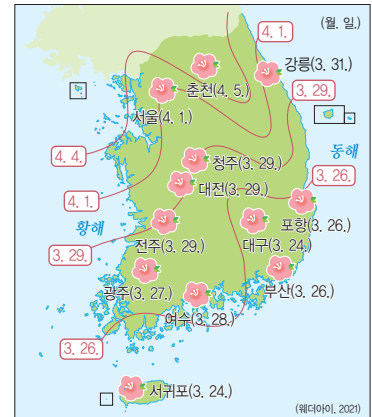 (월. 일.)
4. 1.
강릉(3. 31.)
춘천(4. 5.)
3. 29.
서울(4. 1.)
4. 4.
청주(3. 29.)
동해
대전(3. 29.)
3. 26.
4. 1.
황해
전주(3. 29.)
대구(3. 24.)
포항(3. 26.)
3. 29.
광주(3. 27.)
부산(3. 26.)
여수(3. 28.)
3. 26.
서귀포(3. 24.)
(웨더아이, 2021)